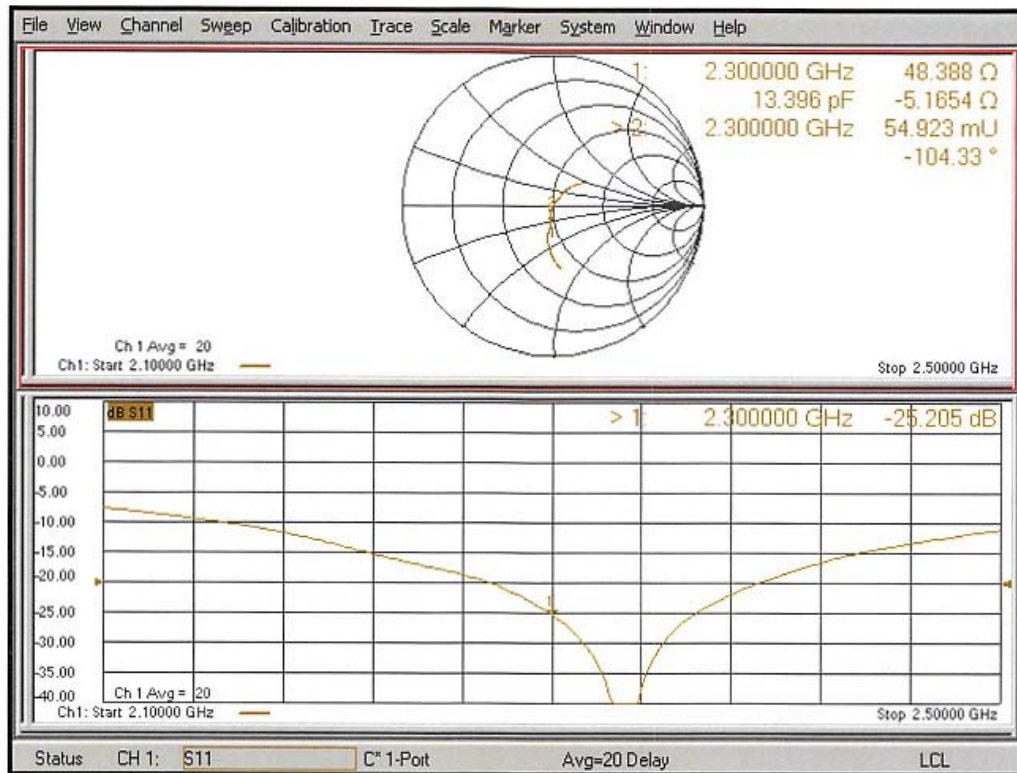 File View Channel Sweep Calibration Trace Scale Marker System Window Help
1: 2.300000 GHz 48.388 Ω
13.396 pF -5.1654 Ω
> 2: 2.300000 GHz 54.923 mU
-104.33 °
Ch 1 Avg = 20
Ch1: Start 2.10000 GHz
Stop 2.50000 GHz
10.00
dB S11
> 1: 2.300000 GHz -25.205 dB
5.00
0.00
-5.00
-10.00
-15.00
-20.00
-25.00
1
-30.00
-35.00
-40.00
Ch 1 Avg = 20
Ch1: Start 2.10000 GHz
Stop 2.50000 GHz
Status CH 1: S11 C* 1-Port Avg=20 Delay LCL